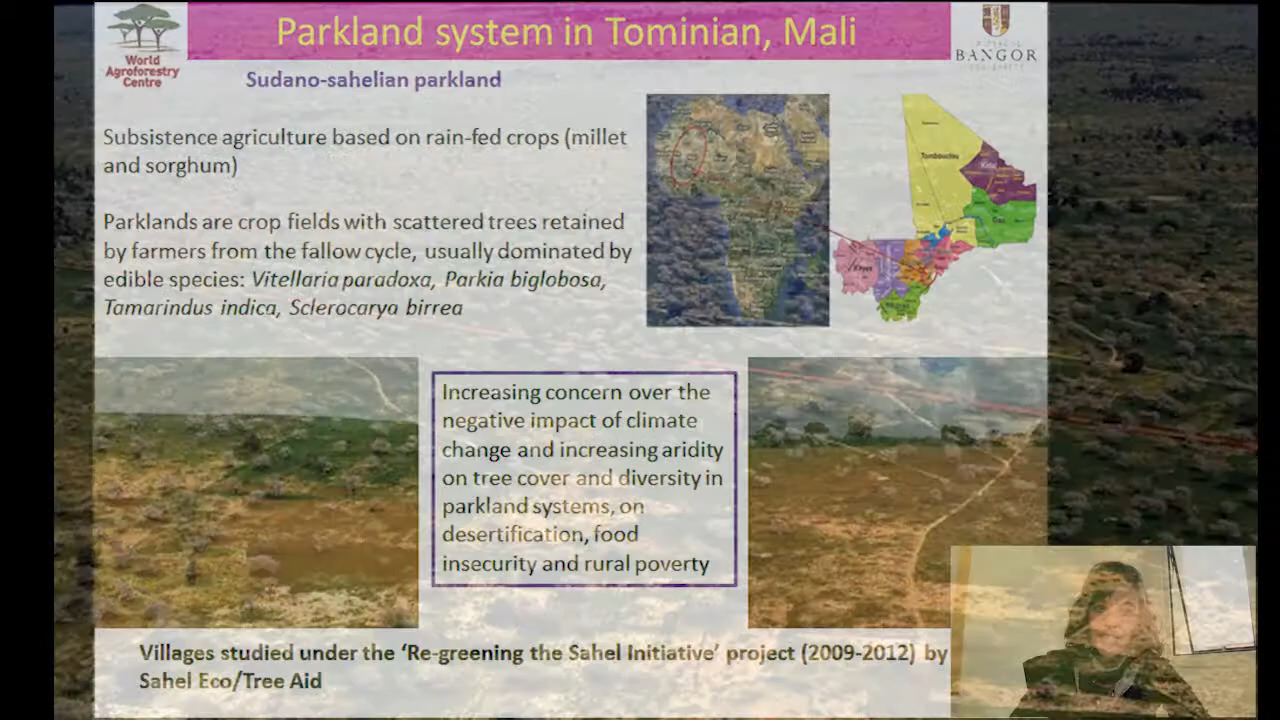 Parkland system in Tominian, Mali
World
Agroforestry
Centre
BANGOR
Sudano-sahelian parkland
Subsistence agriculture based on rain-fed crops (millet
and sorghum)
Parklands are crop fields with scattered trees retained
by farmers from the fallow cycle, usually dominated by
edible species: Vitellaria paradoxa, Parkia biglobosa,
Tamarindus indica, Sclerocarya birrea
Tombouctou
Kidal
Gao
Kayes
Increasing concern over the
negative impact of climate
change and increasing aridity
on tree cover and diversity in
parkland systems, on
desertification, food
insecurity and rural poverty
Villages studied under the ‘Re-greening the Sahel Initiative’ project (2009-2012) by
Sahel Eco/Tree Aid